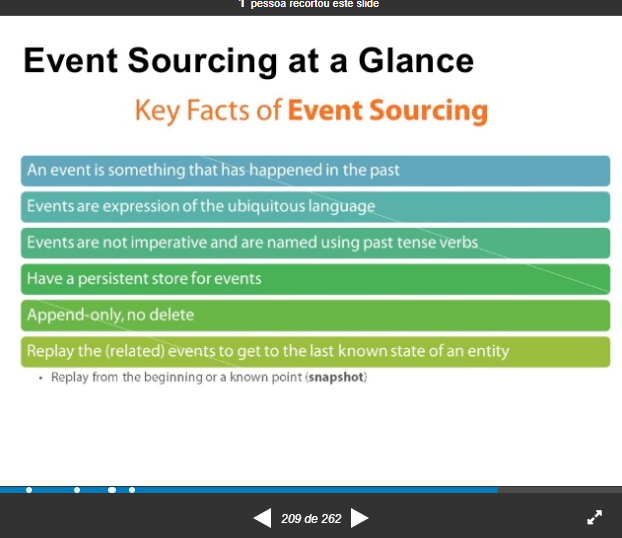 1 pessoa recortou este slide
Event Sourcing at a Glance
Key Facts of Event Sourcing
An event is something that has happened in the past
Events are expression of the ubiquitous language
Events are not imperative and are named using past tense verbs
Have a persistent store for events
Append-only, no delete
Replay the (related) events to get to the last known state of an entity
• Replay from the beginning or a known point (snapshot)
209 de 262